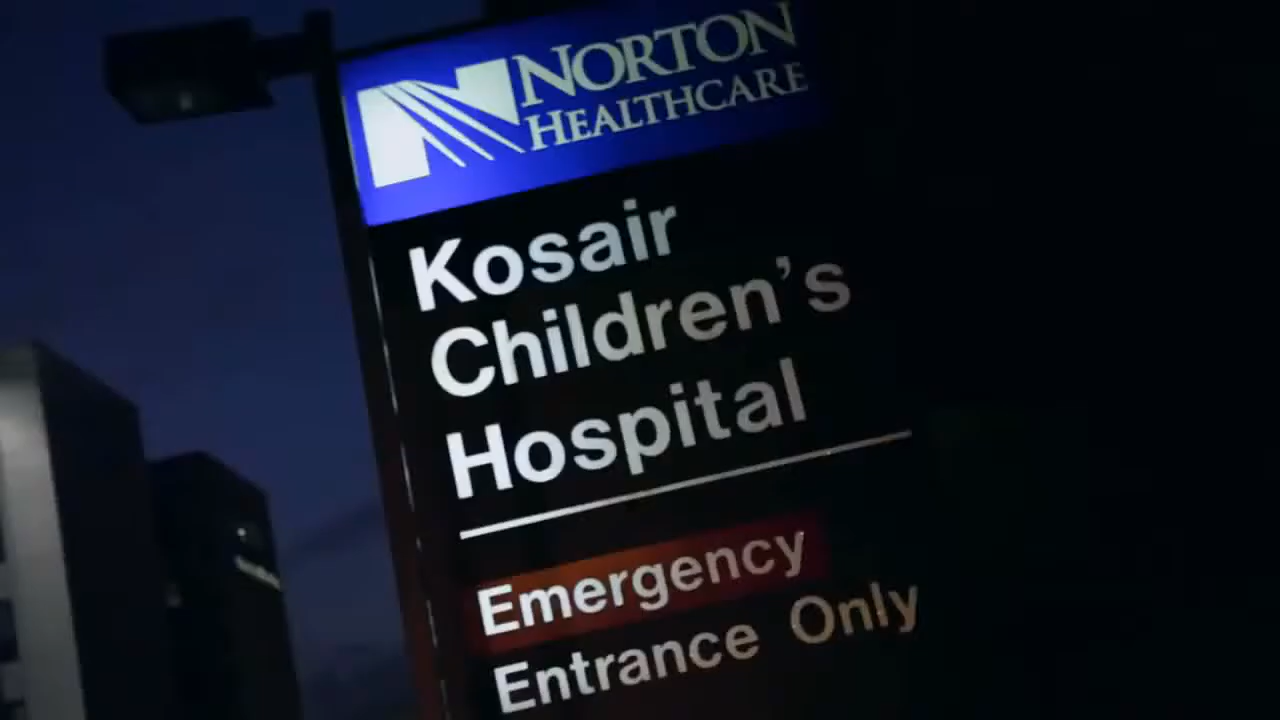 NORTON
HEALTHCARE
Kosair
Children's
Hospital
Emergency
Entrance Only